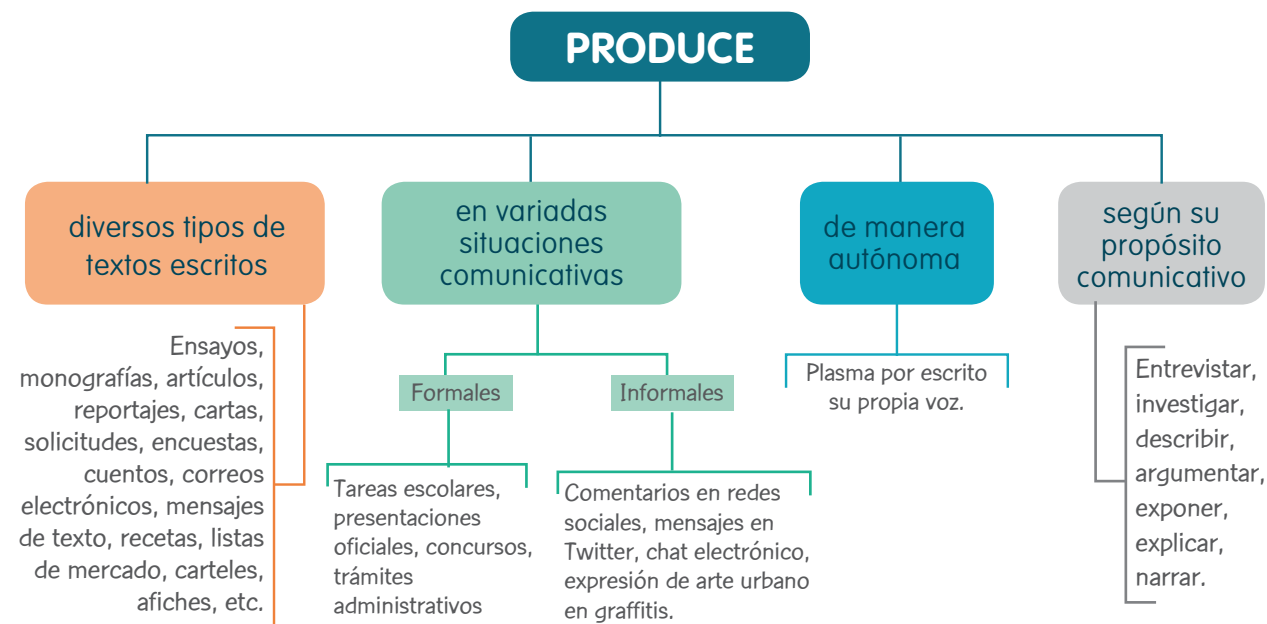 PRODUCE
diversos tipos de
textos escritos
Ensayos,
monografías, artículos,
reportajes, cartas,
solicitudes, encuestas,
cuentos, correos
electrónicos, mensajes
de texto, recetas, listas
de mercado, carteles,
afiches, etc.
en variadas
situaciones
comunicativas
Formales
Tareas escolares,
presentaciones
oficiales, concursos,
trámites
administrativos
Informales
Comentarios en redes
sociales, mensajes en
Twitter, chat electrónico,
expresión de arte urbano
en graffitis.
de manera
autónoma
Plasma por escrito
su propia voz.
según su
propósito
comunicativo
Entrevistar,
investigar,
describir,
argumentar,
exponer,
explicar,
narrar.